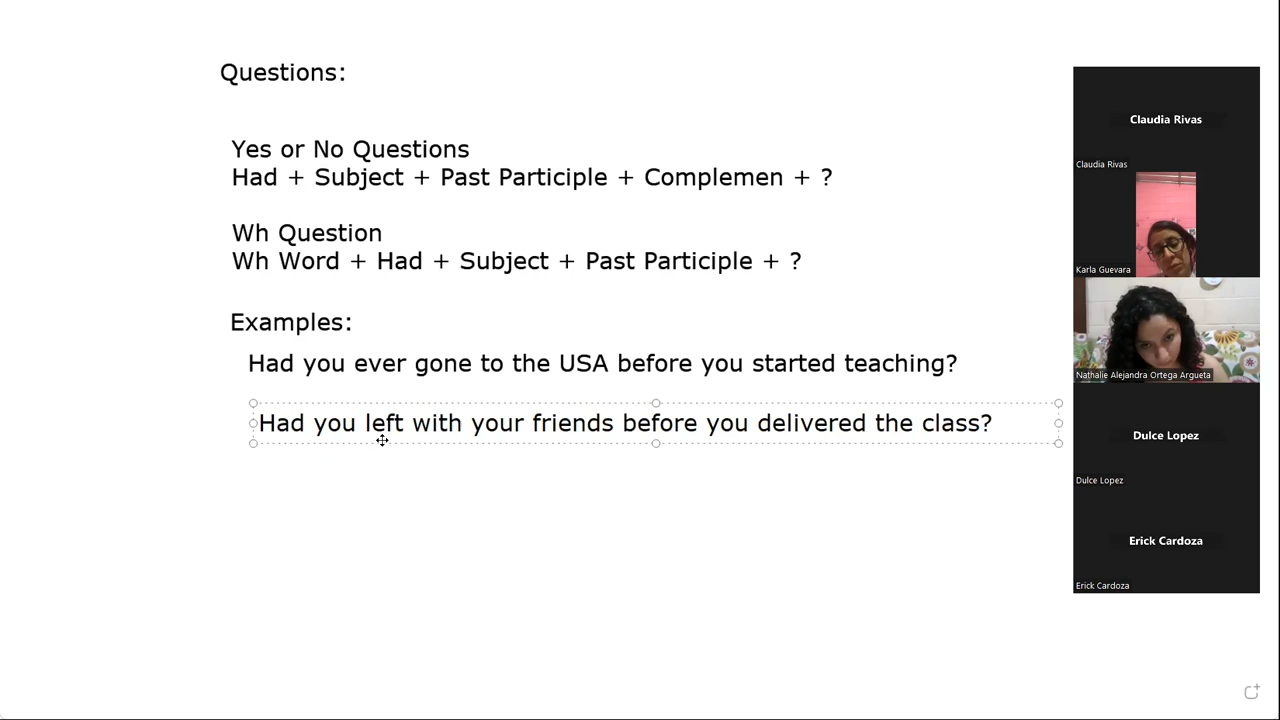 Questions:
Yes or No Questions
Had + Subject + Past Participle + Complemen + ?
Wh Question
Wh Word + Had + Subject + Past Participle + ?
Examples:
Had you ever gone to the USA before you started teaching?
Had you left with your friends before you delivered the class?
Claudia Rivas
Claudia Rivas
Karla Guevara
Nathalie Alejandra Ortega Argueta
Dulce Lopez
Dulce Lopez
Erick Cardoza
Erick Cardoza